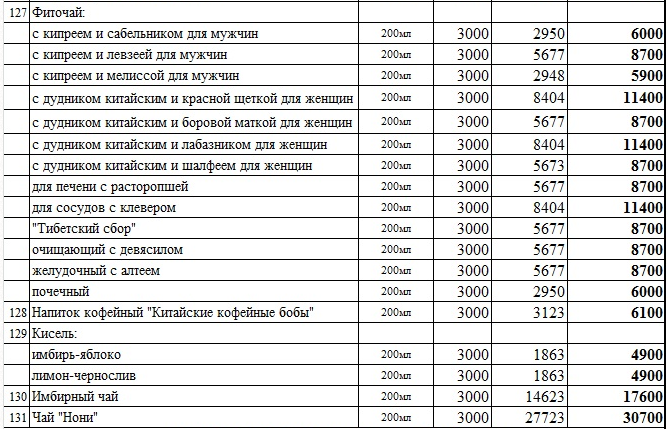 127 Фиточай:
с кипреем и сабельником для мужчин 200мл 3000 2950 6000
с кипреем и левзеей для мужчин 200мл 3000 5677 8700
с кипреем и мелиссой для мужчин 200мл 3000 2948 5900
с дудником китайским и красной щеткой для женщин 200мл 3000 8404 11400
с дудником китайским и боровой маткой для женщин 200мл 3000 5677 8700
с дудником китайским и лабазником для женщин 200мл 3000 8404 11400
с дудником китайским и шалфеем для женщин 200мл 3000 5673 8700
для печени с расторопшей 200мл 3000 5677 8700
для сосудов с клевером 200мл 3000 8404 11400
"Тибетский сбор" 200мл 3000 5677 8700
очищающий с девясилом 200мл 3000 5677 8700
желудочный с алтеем 200мл 3000 5677 8700
почечный 200мл 3000 2950 6000
128 Напиток кофейный "Китайские кофейные бобы" 200мл 3000 3123 6100
129 Кисель:
имбирь-яблоко 200мл 3000 1863 4900
лимон-чернослив 200мл 3000 1863 4900
130 Имбирный чай 200мл 3000 14623 17600
131 Чай "Нони" 200мл 3000 27723 30700